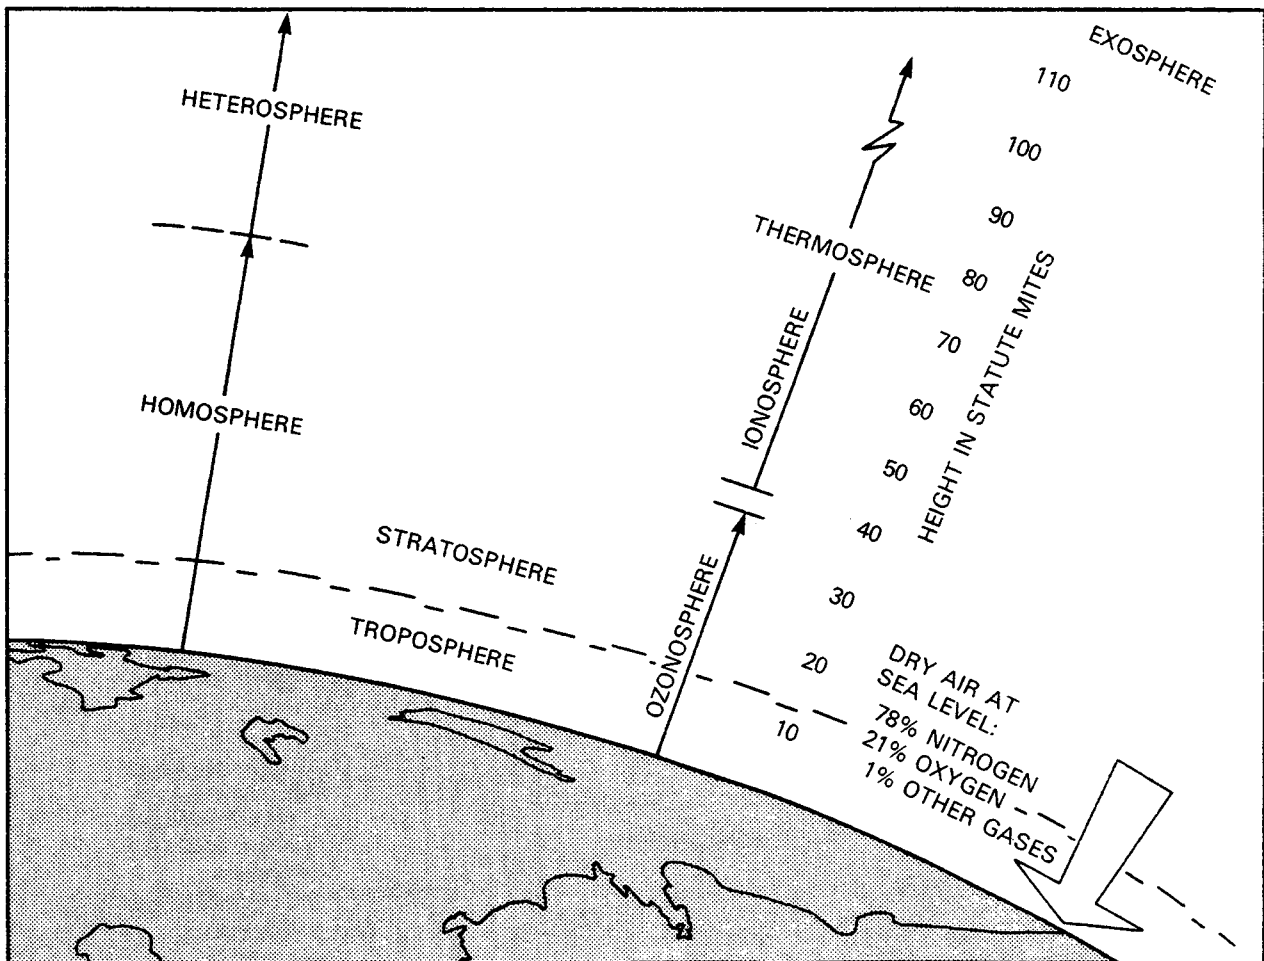 EXOSPHERE
110
HETEROSPHERE
100
90
THERMOSPHERE
80
70
HEIGHT IN STATUTE MITES
IONOSPHERE
60
HOMOSPHERE
50
40
STRATOSPHERE
30
OZONOSPHERE
TROPOSPHERE
20
10
DRY AIR AT
SEA LEVEL:
78% NITROGEN
21% OXYGEN
1% OTHER GASES